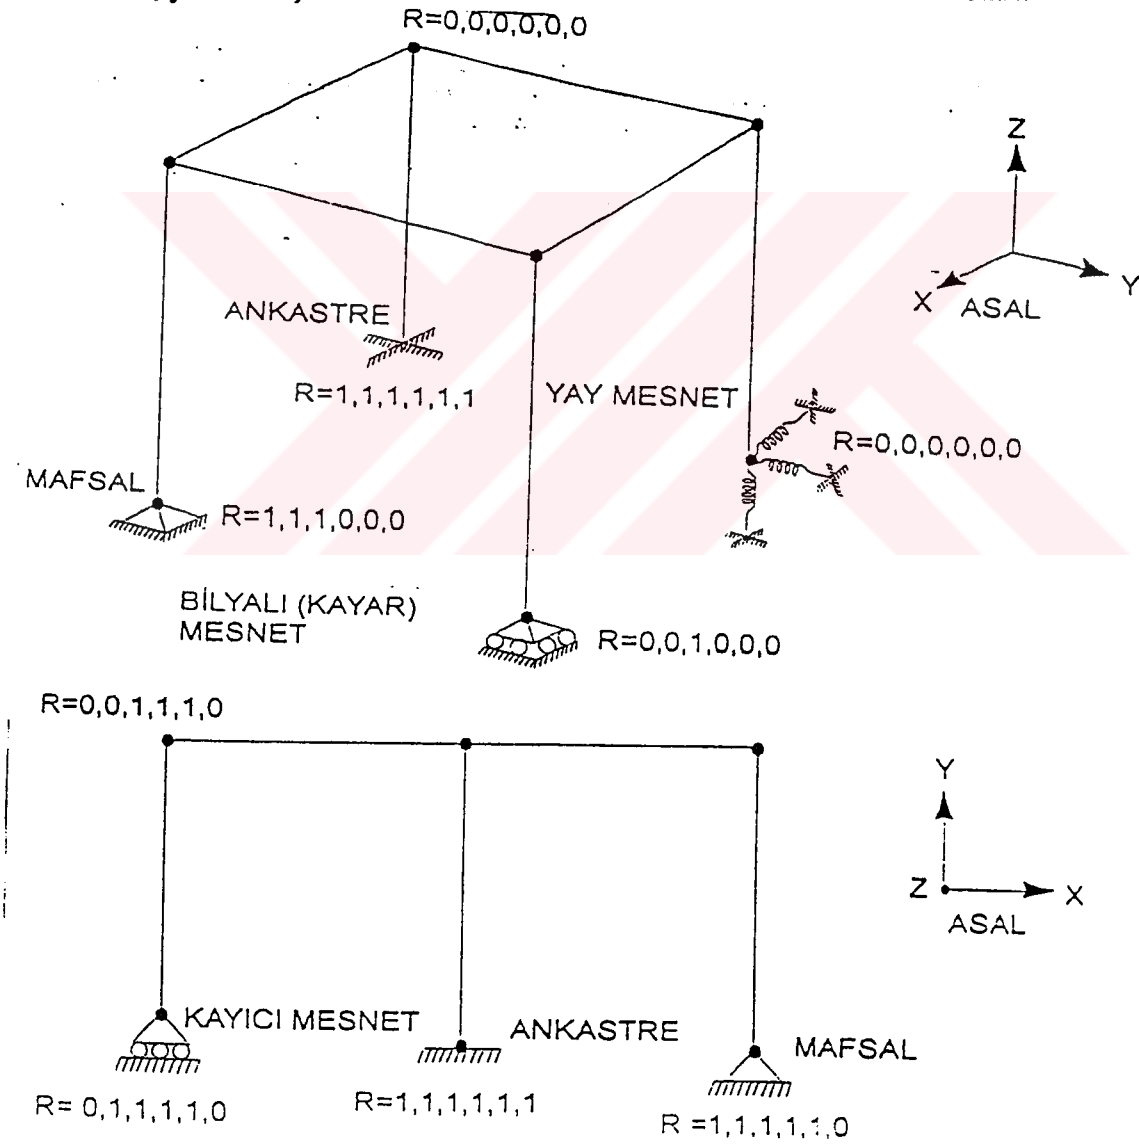 R=0,0,0,0,0,0
Z
Y
X
ASAL
ANKASTRE
R=1,1,1,1,1,1
YAY MESNET
R=0,0,0,0,0,0
MAFSAL
R=1,1,1,0,0,0
BİLYALI (KAYAR)
MESNET
R=0,0,1,0,0,0
R=0,0,1,1,1,0
Y
Z
X
ASAL
KAYICI MESNET
ANKASTRE
MAFSAL
R= 0,1,1,1,1,0
R=1,1,1,1,1,1
R =1,1,1,1,1,0